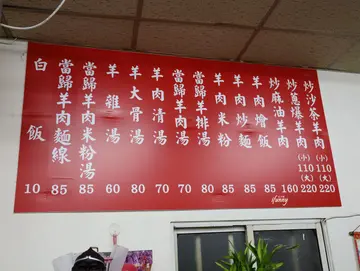 炒沙茶羊肉 (小) 110 (大) 220
炒蔥爆羊肉 (小) 110 (大) 220
炒麻油羊肉 160
羊肉燴飯 85
羊肉炒麵 85
羊肉米粉 85
當歸羊排湯 80
當歸羊肉湯 70
羊肉清湯 70
羊大骨湯 80
羊雜湯 60
當歸羊肉米粉湯 85
當歸羊肉麵線 85
白飯 10